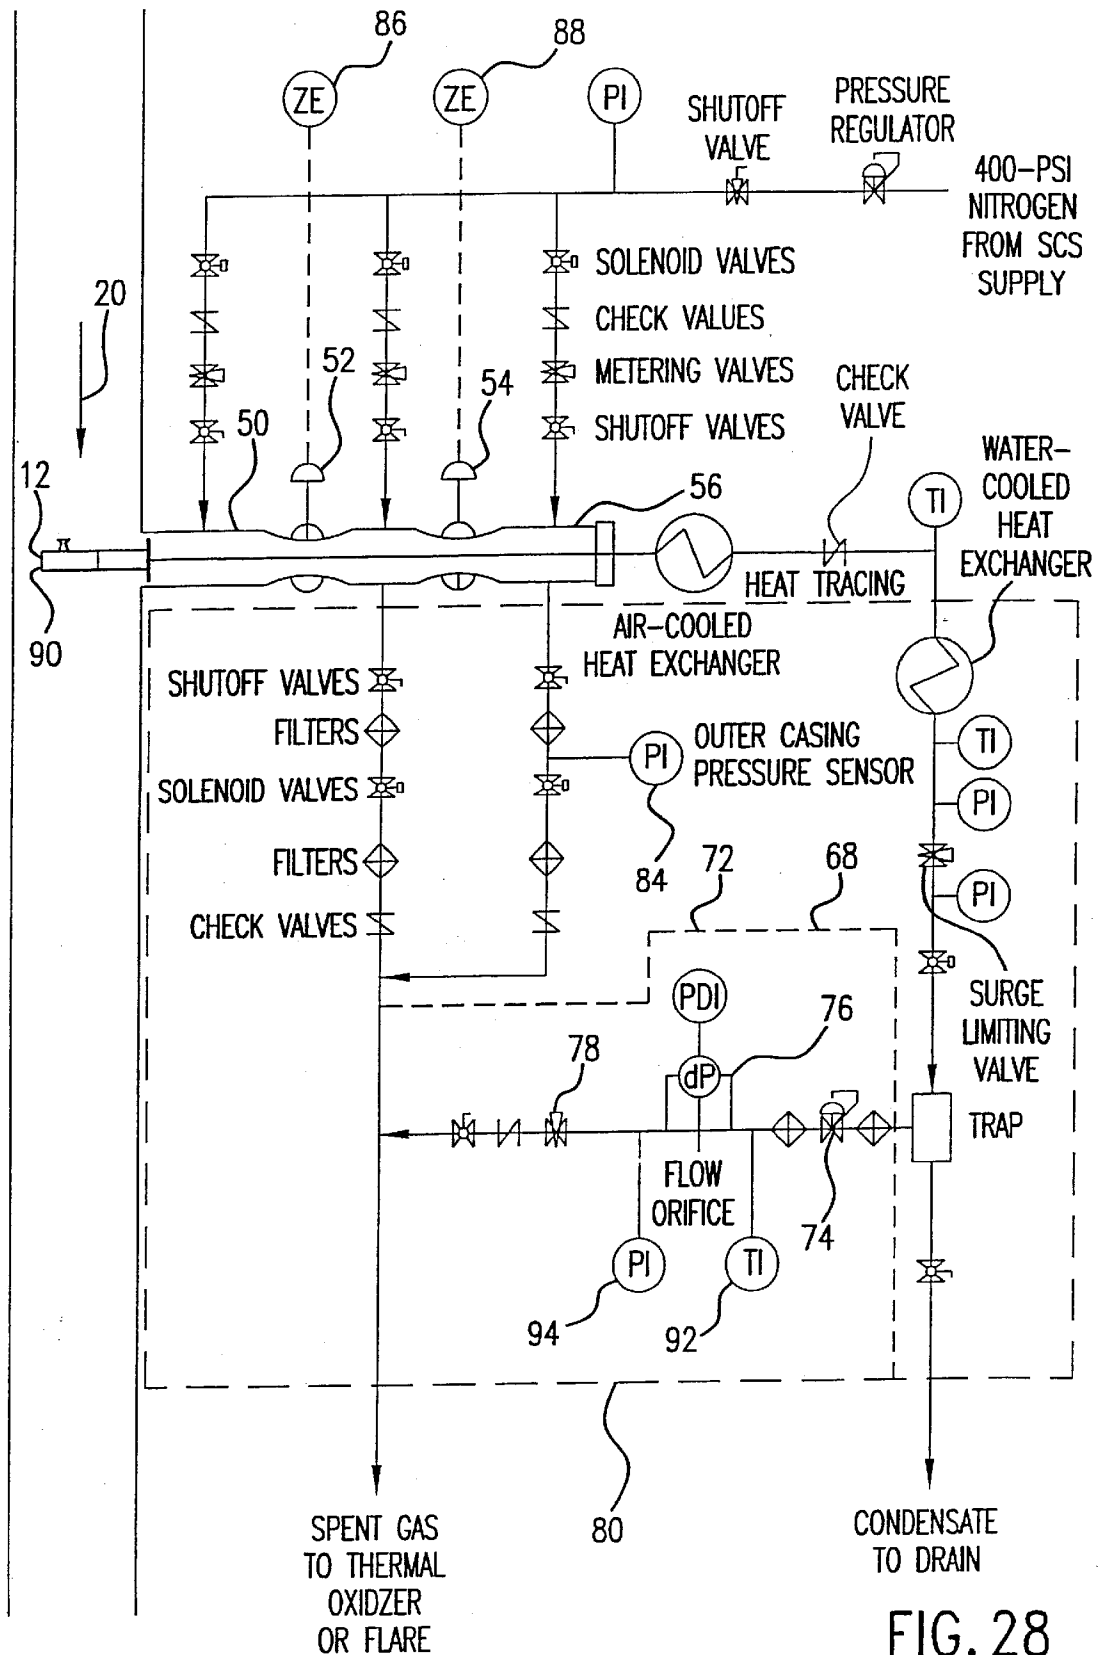 86
88
ZE
ZE
PI
SHUTOFF
VALVE
PRESSURE
REGULATOR
400-PSI
NITROGEN
FROM SCS
SUPPLY
20
SOLENOID VALVES
CHECK VALUES
METERING VALVES
SHUTOFF VALVES
52
54
50
56
CHECK
VALVE
WATER-
COOLED
HEAT
EXCHANGER
TI
12
90
HEAT TRACING
AIR-COOLED
HEAT EXCHANGER
SHUTOFF VALVES
FILTERS
SOLENOID VALVES
FILTERS
CHECK VALVES
PI
OUTER CASING
PRESSURE SENSOR
84
TI
PI
PI
72
68
SURGE
LIMITING
VALVE
PDI
76
78
dP
TRAP
FLOW
ORIFICE
74
PI
TI
94
92
80
SPENT GAS
TO THERMAL
OXIDZER
OR FLARE
CONDENSATE
TO DRAIN
FIG. 28